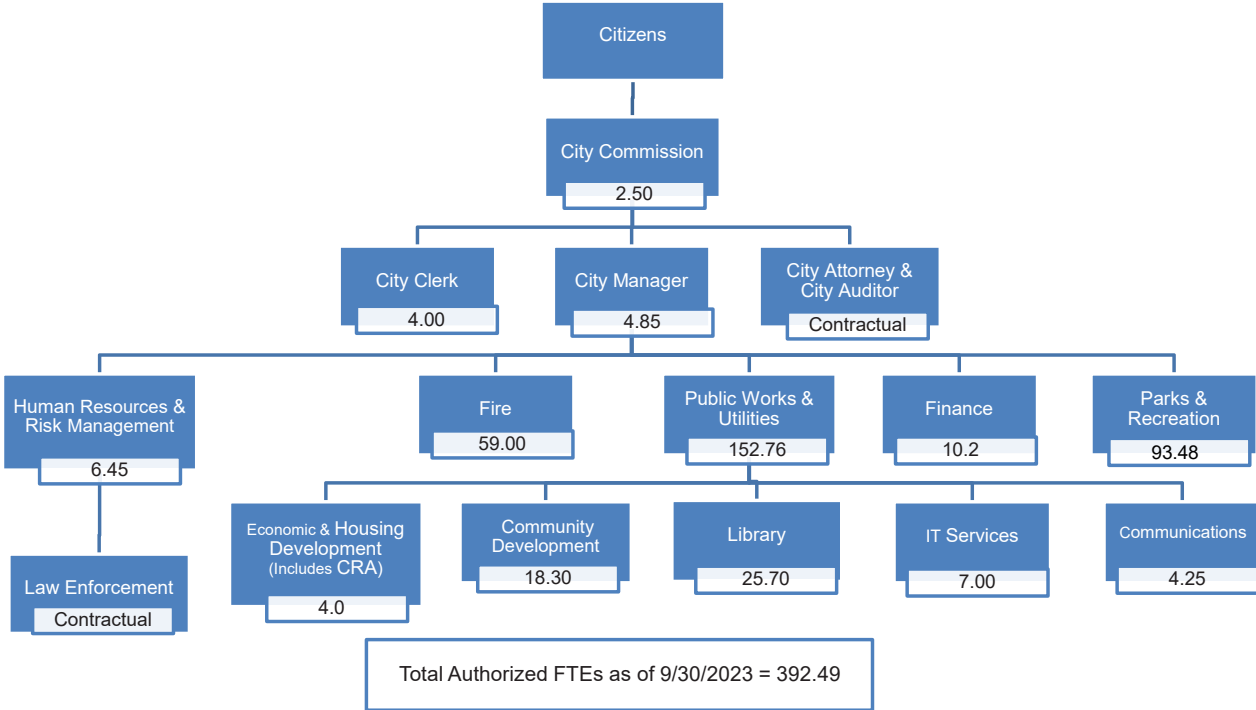 Citizens
City Commission
2.50
City Clerk
4.00
City Manager
4.85
City Attorney &
City Auditor
Contractual
Human Resources &
Risk Management
6.45
Fire
59.00
Public Works &
Utilities
152.76
Finance
10.2
Parks &
Recreation
93.48
Law Enforcement
Contractual
Economic & Housing
Development
(Includes CRA)
4.0
Community
Development
18.30
Library
25.70
IT Services
7.00
Communications
4.25
Total Authorized FTEs as of 9/30/2023 = 392.49